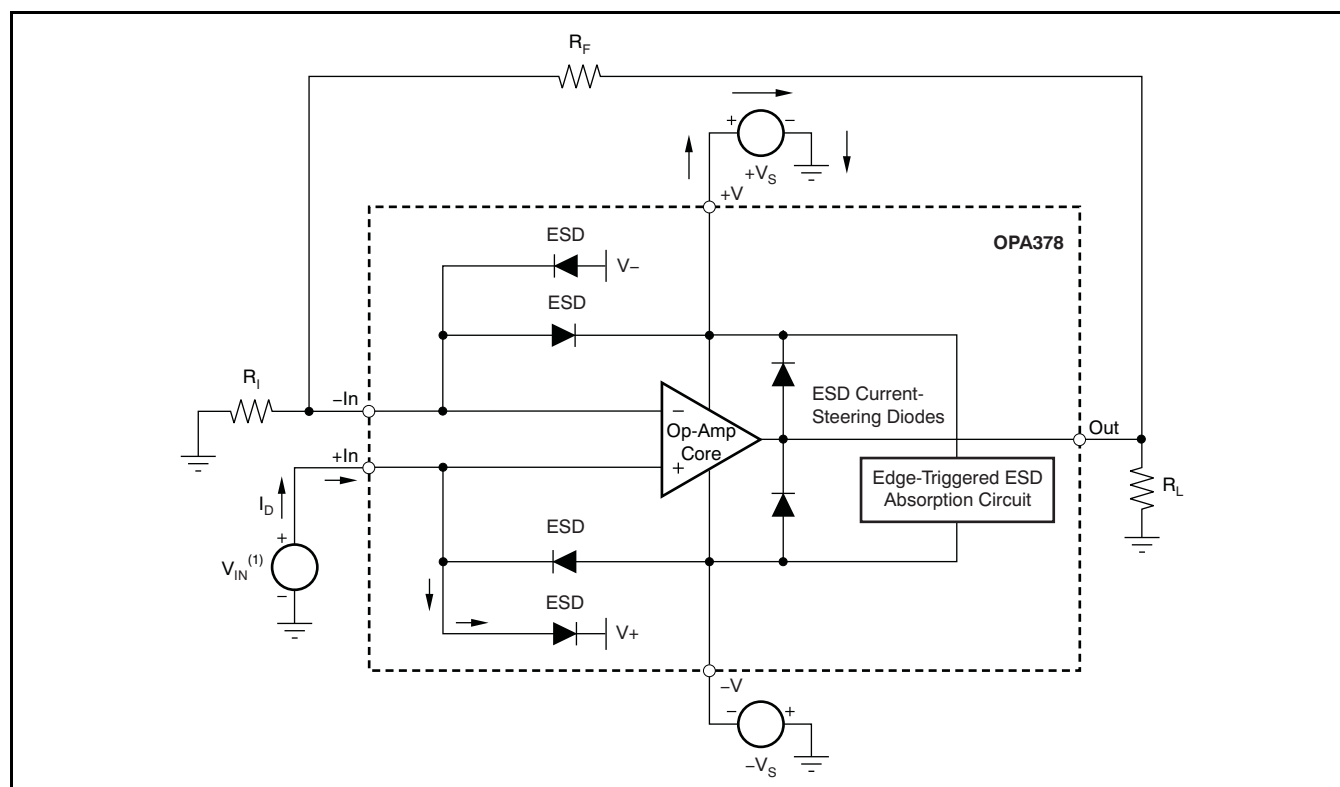 R_F
+ −
+V_S
+V
OPA378
ESD
V−
ESD
R_I
−In
−
Op-Amp
Core
+
ESD Current-
Steering Diodes
Out
+In
I_D
Edge-Triggered ESD
Absorption Circuit
R_L
+
V_IN^(1)
−
ESD
ESD
V+
−V
− +
−V_S